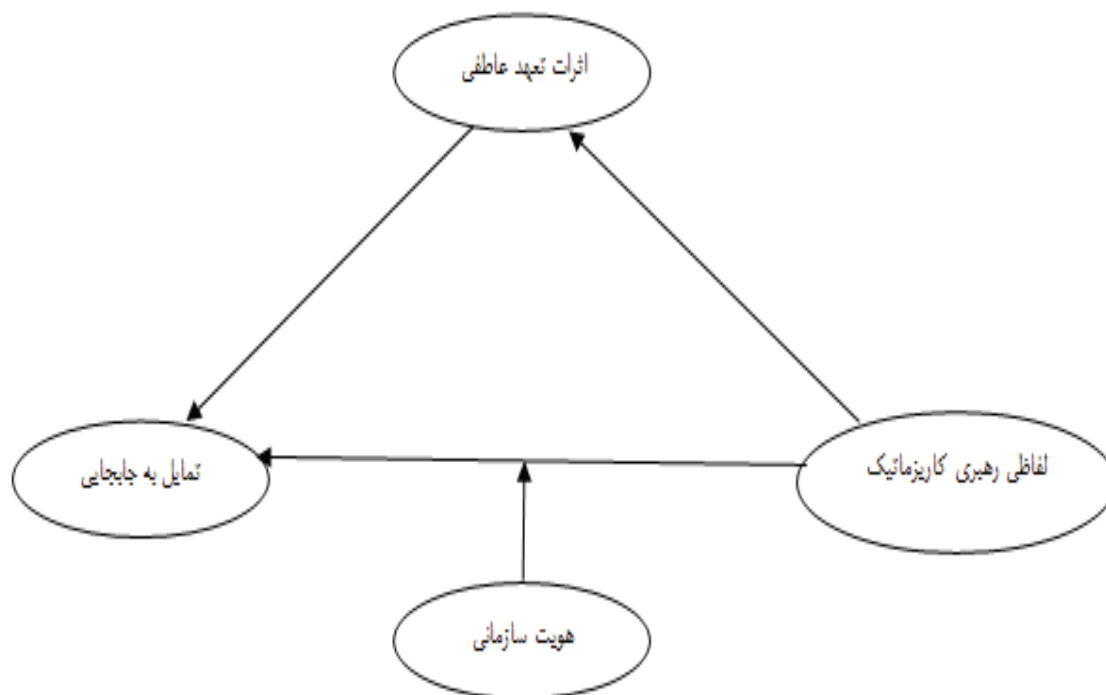 اثرات تعهد عاطفی
لفاظی رهبری کاریزماتیک
تمایل به جابجایی
هویت سازمانی